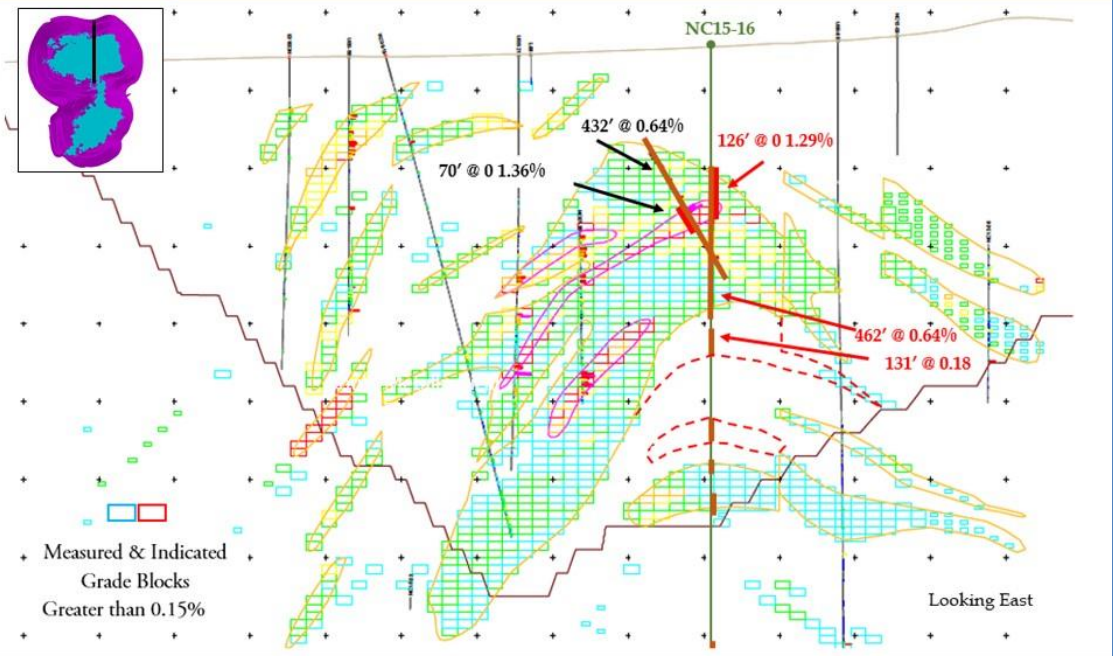 NC15-16
432' @ 0.64%
126' @ 0 1.29%
70' @ 0 1.36%
462' @ 0.64%
131' @ 0.18
Measured & Indicated
Grade Blocks
Greater than 0.15%
Looking East